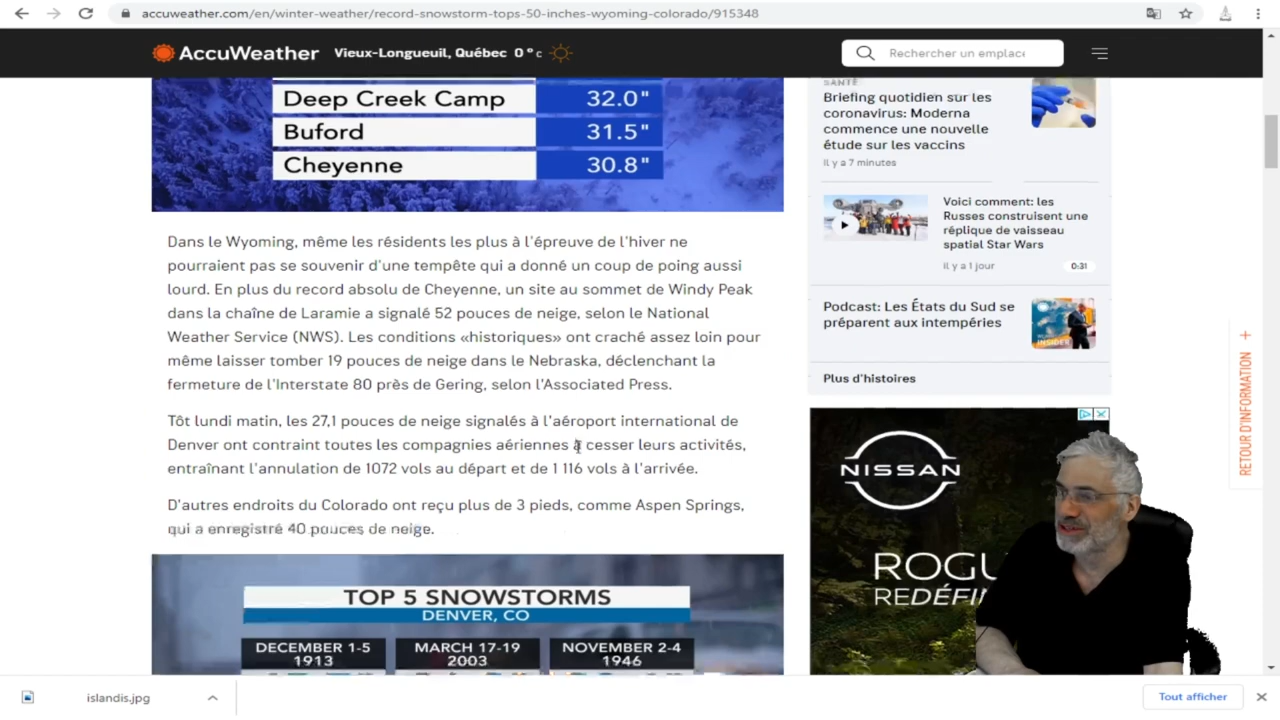 accuweather.com/en/winter-weather/record-snowstorm-tops-50-inches-wyoming-colorado/915348
AccuWeather
Vieux-Longueuil, Québec 0° C
Rechercher un emplace
Deep Creek Camp 32.0"
Buford 31.5"
Cheyenne 30.8"
Dans le Wyoming, même les résidents les plus à l'épreuve de l'hiver ne
pourraient pas se souvenir d'une tempête qui a donné un coup de poing aussi
lourd. En plus du record absolu de Cheyenne, un site au sommet de Windy Peak
dans la chaîne de Laramie a signalé 52 pouces de neige, selon le National
Weather Service (NWS). Les conditions «historiques» ont craché assez loin pour
même laisser tomber 19 pouces de neige dans le Nebraska, déclenchant la
fermeture de l'Interstate 80 près de Gering, selon l'Associated Press.
Tôt lundi matin, les 27,1 pouces de neige signalés à l'aéroport international de
Denver ont contraint toutes les compagnies aériennes à cesser leurs activités,
entraînant l'annulation de 1072 vols au départ et de 1 116 vols à l'arrivée.
D'autres endroits du Colorado ont reçu plus de 3 pieds, comme Aspen Springs,
qui a enregistré 40 pouces de neige.
TOP 5 SNOWSTORMS
DENVER, CO
DECEMBER 1-5
1913
MARCH 17-19
2003
NOVEMBER 2-4
1946
SANTÉ
Briefing quotidien sur les
coronavirus: Moderna
commence une nouvelle
étude sur les vaccins
Il y a 7 minutes
Voici comment: les
Russes construisent une
réplique de vaisseau
spatial Star Wars
Il y a 1 jour
0:31
Podcast: Les États du Sud se
préparent aux intempéries
INSIDER
Plus d'histoires
NISSAN
ROGU
REDÉFI
RETOUR D'INFORMATION +
islandis.jpg
Tout afficher